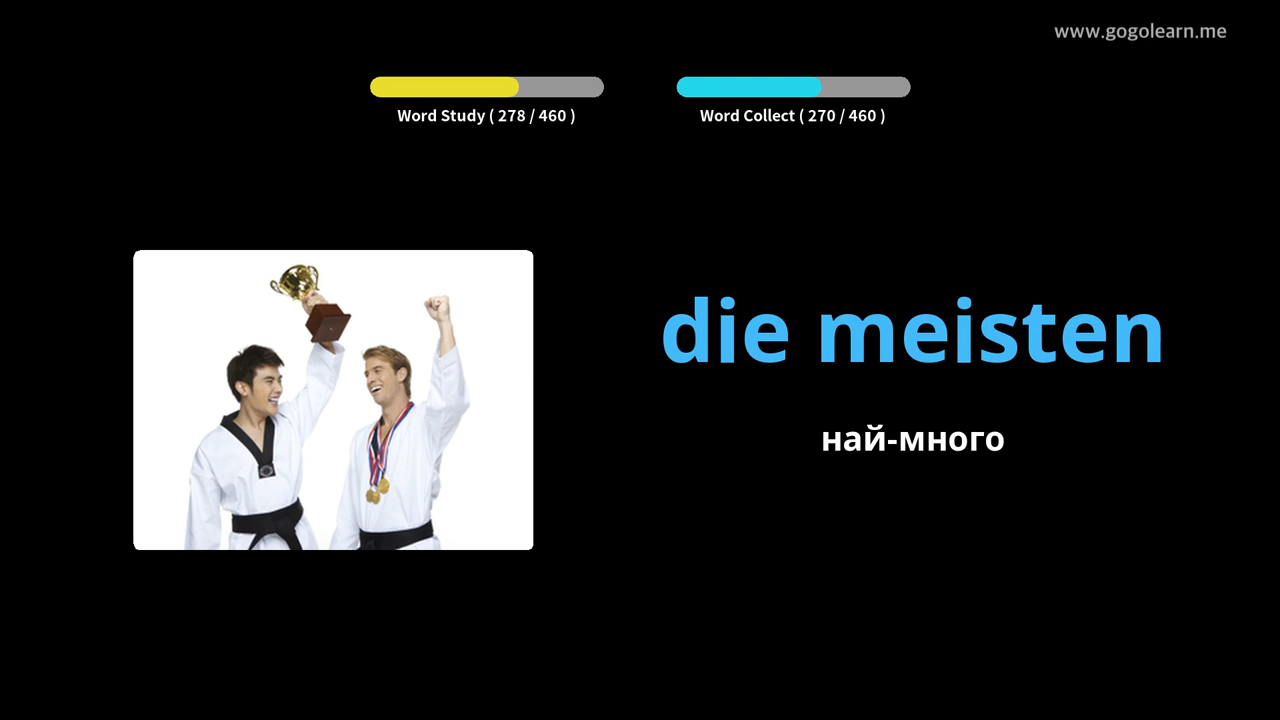 www.gogolearn.me
Word Study ( 278 / 460 )
Word Collect ( 270 / 460 )
die meisten
най-много